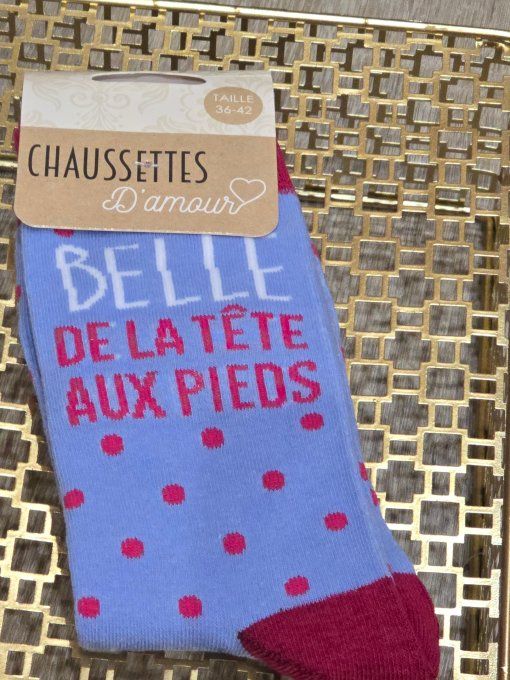 TAILLE
36-42
CHAUSSETTES
D'amour
BELLE
DE LA TÊTE
AUX PIEDS